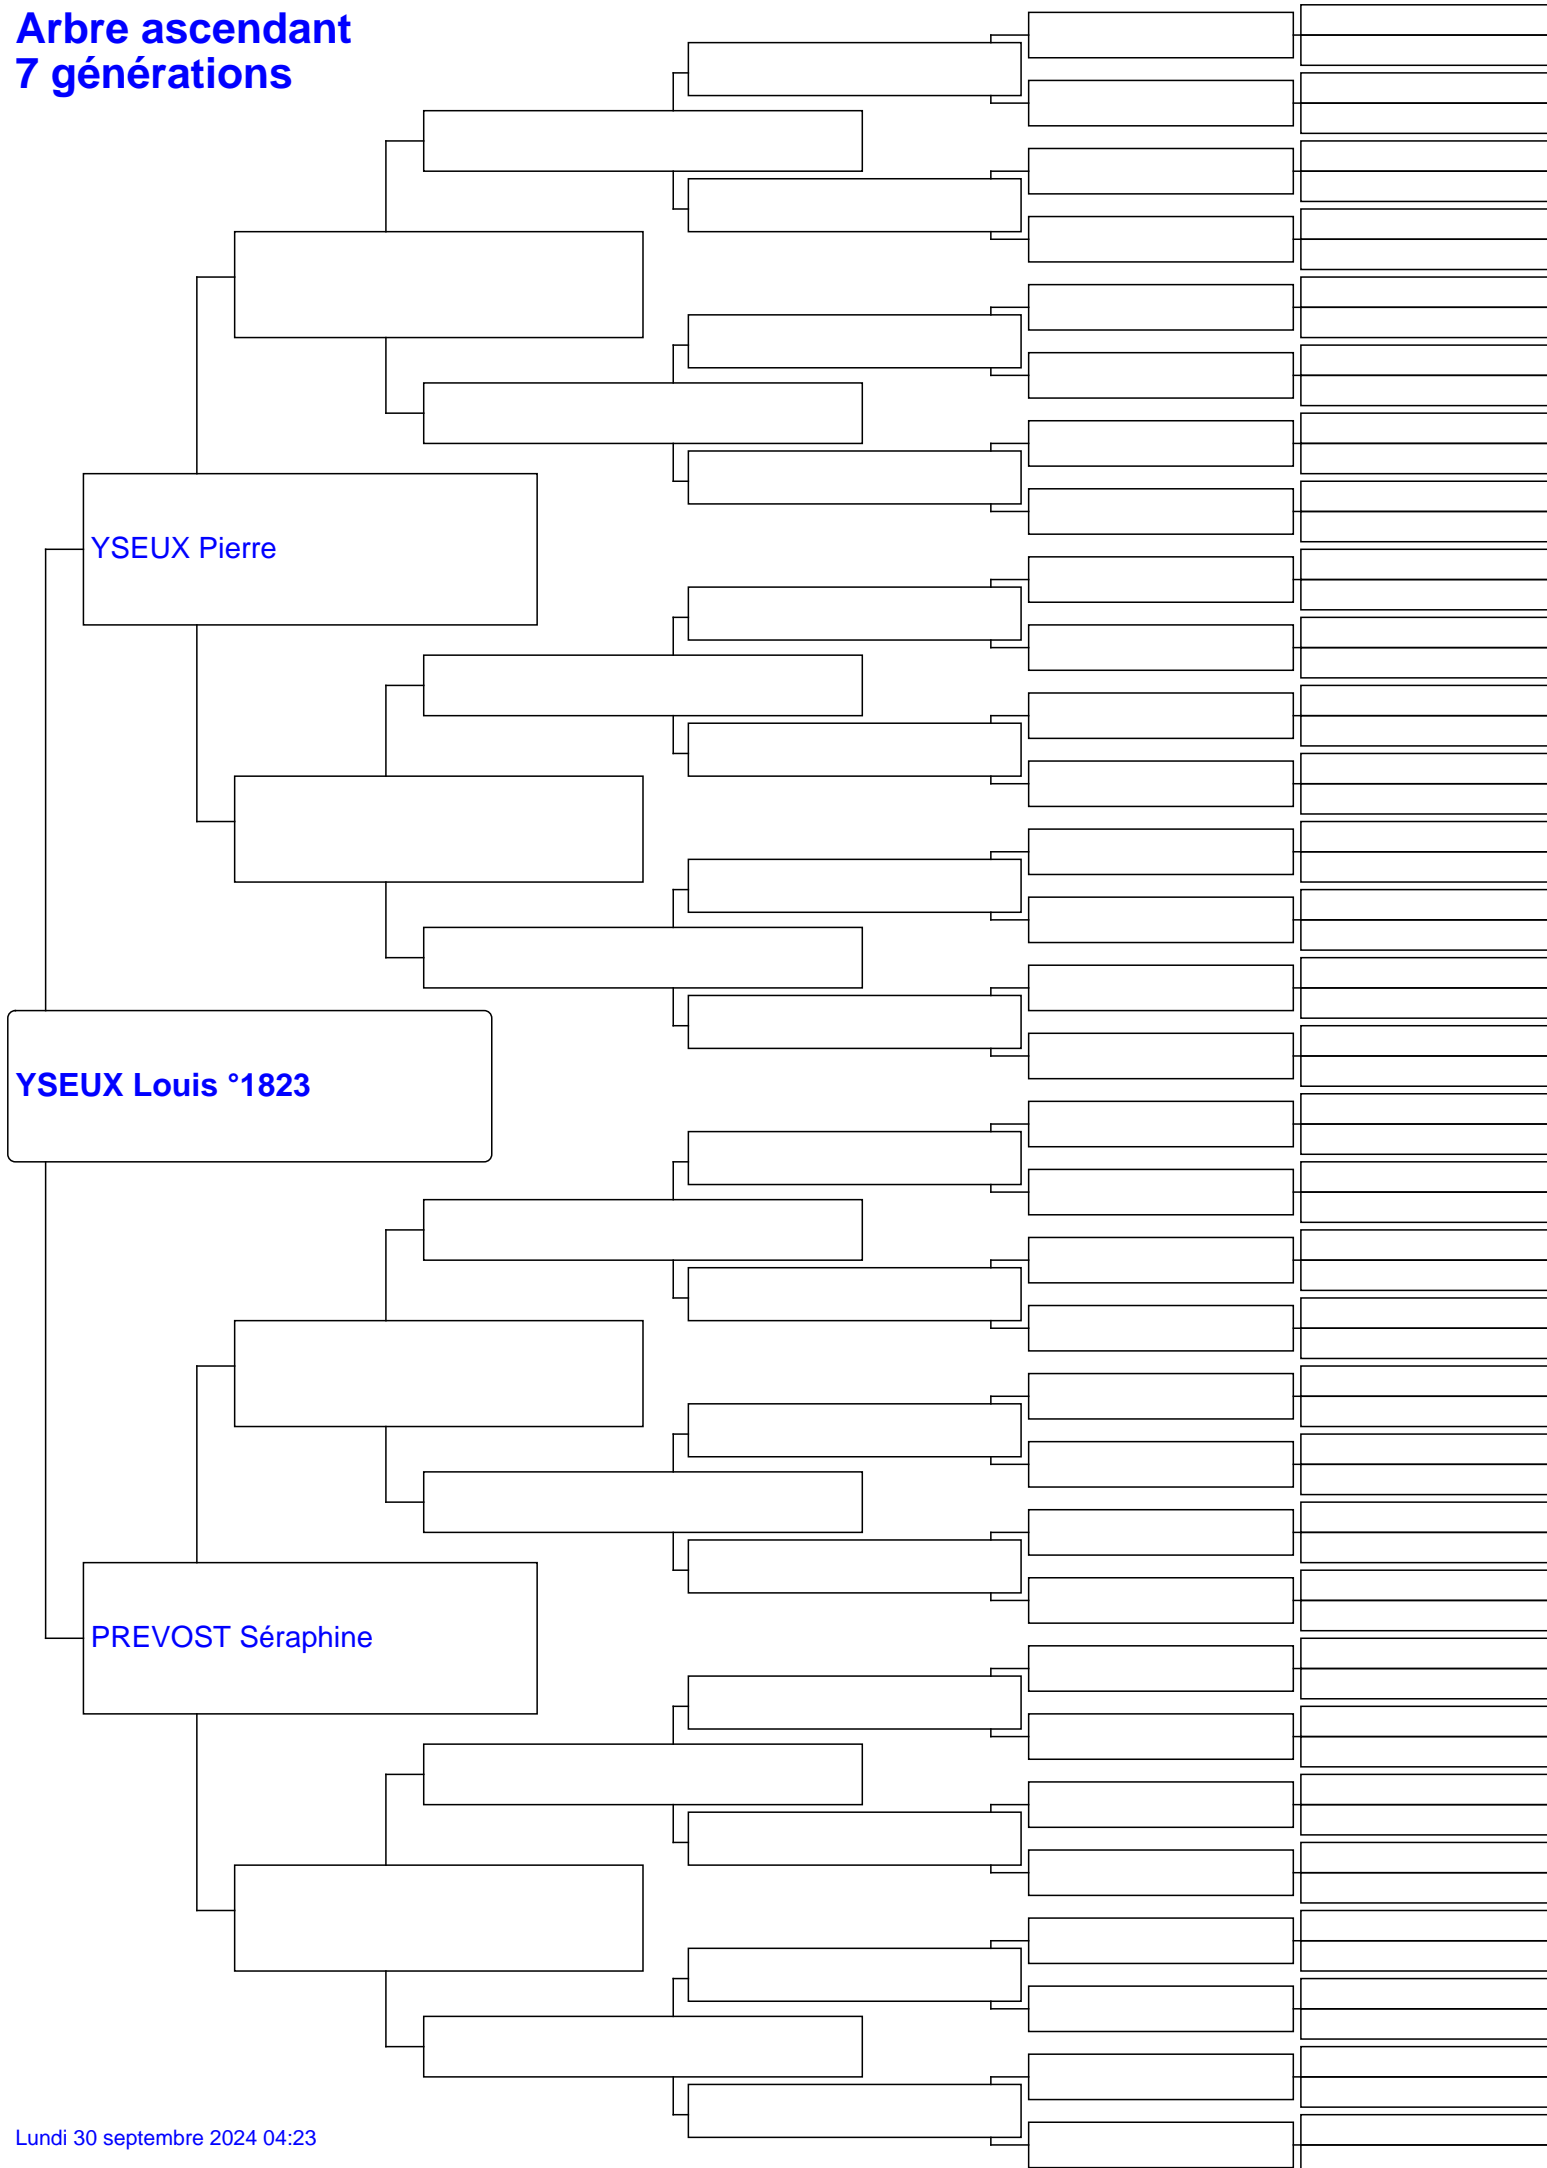 Arbre ascendant
7 générations
YSEUX Pierre
YSEUX Louis °1823
PREVOST Séraphine
Lundi 30 septembre 2024 04:23